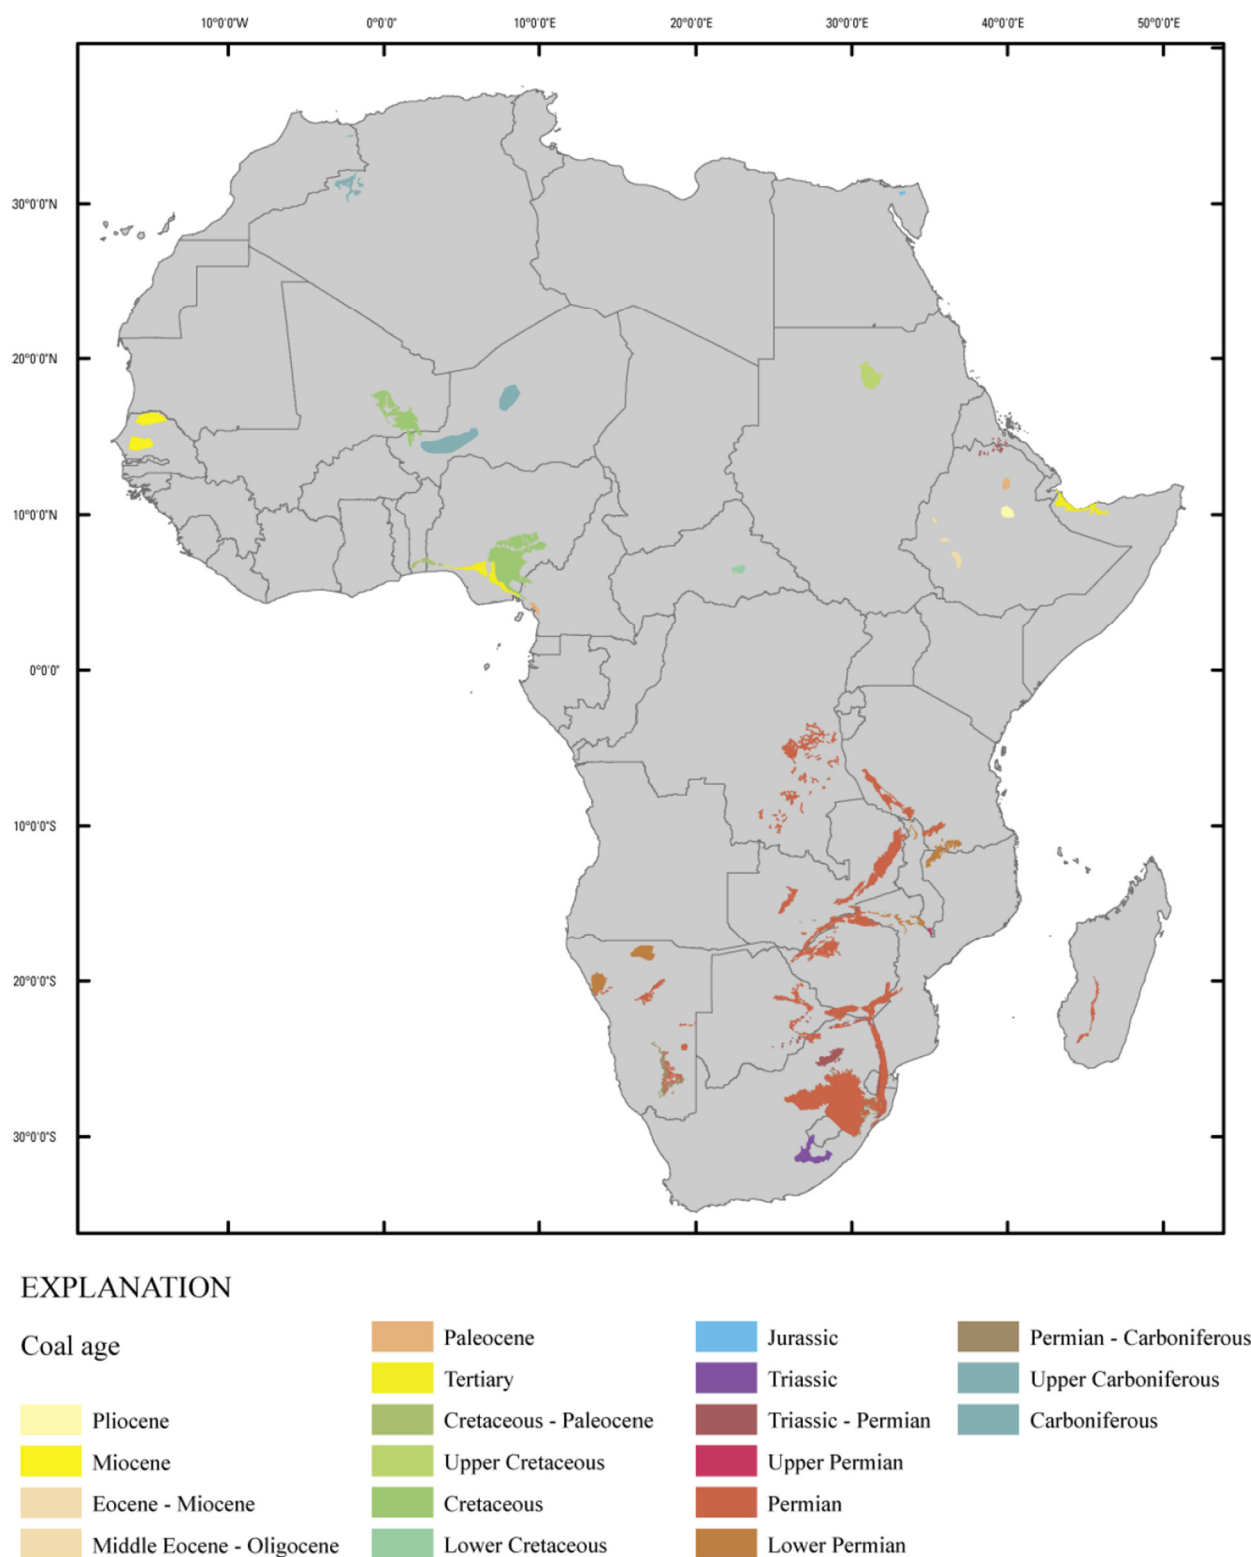 10°0'0"W 0°0'0" 10°0'0"E 20°0'0"E 30°0'0"E 40°0'0"E 50°0'0"E
30°0'0"N
20°0'0"N
10°0'0"N
0°0'0"
10°0'0"S
20°0'0"S
30°0'0"S
EXPLANATION
Coal age
Pliocene
Miocene
Eocene - Miocene
Middle Eocene - Oligocene
Paleocene
Tertiary
Cretaceous - Paleocene
Upper Cretaceous
Cretaceous
Lower Cretaceous
Jurassic
Triassic
Triassic - Permian
Upper Permian
Permian
Lower Permian
Permian - Carboniferous
Upper Carboniferous
Carboniferous